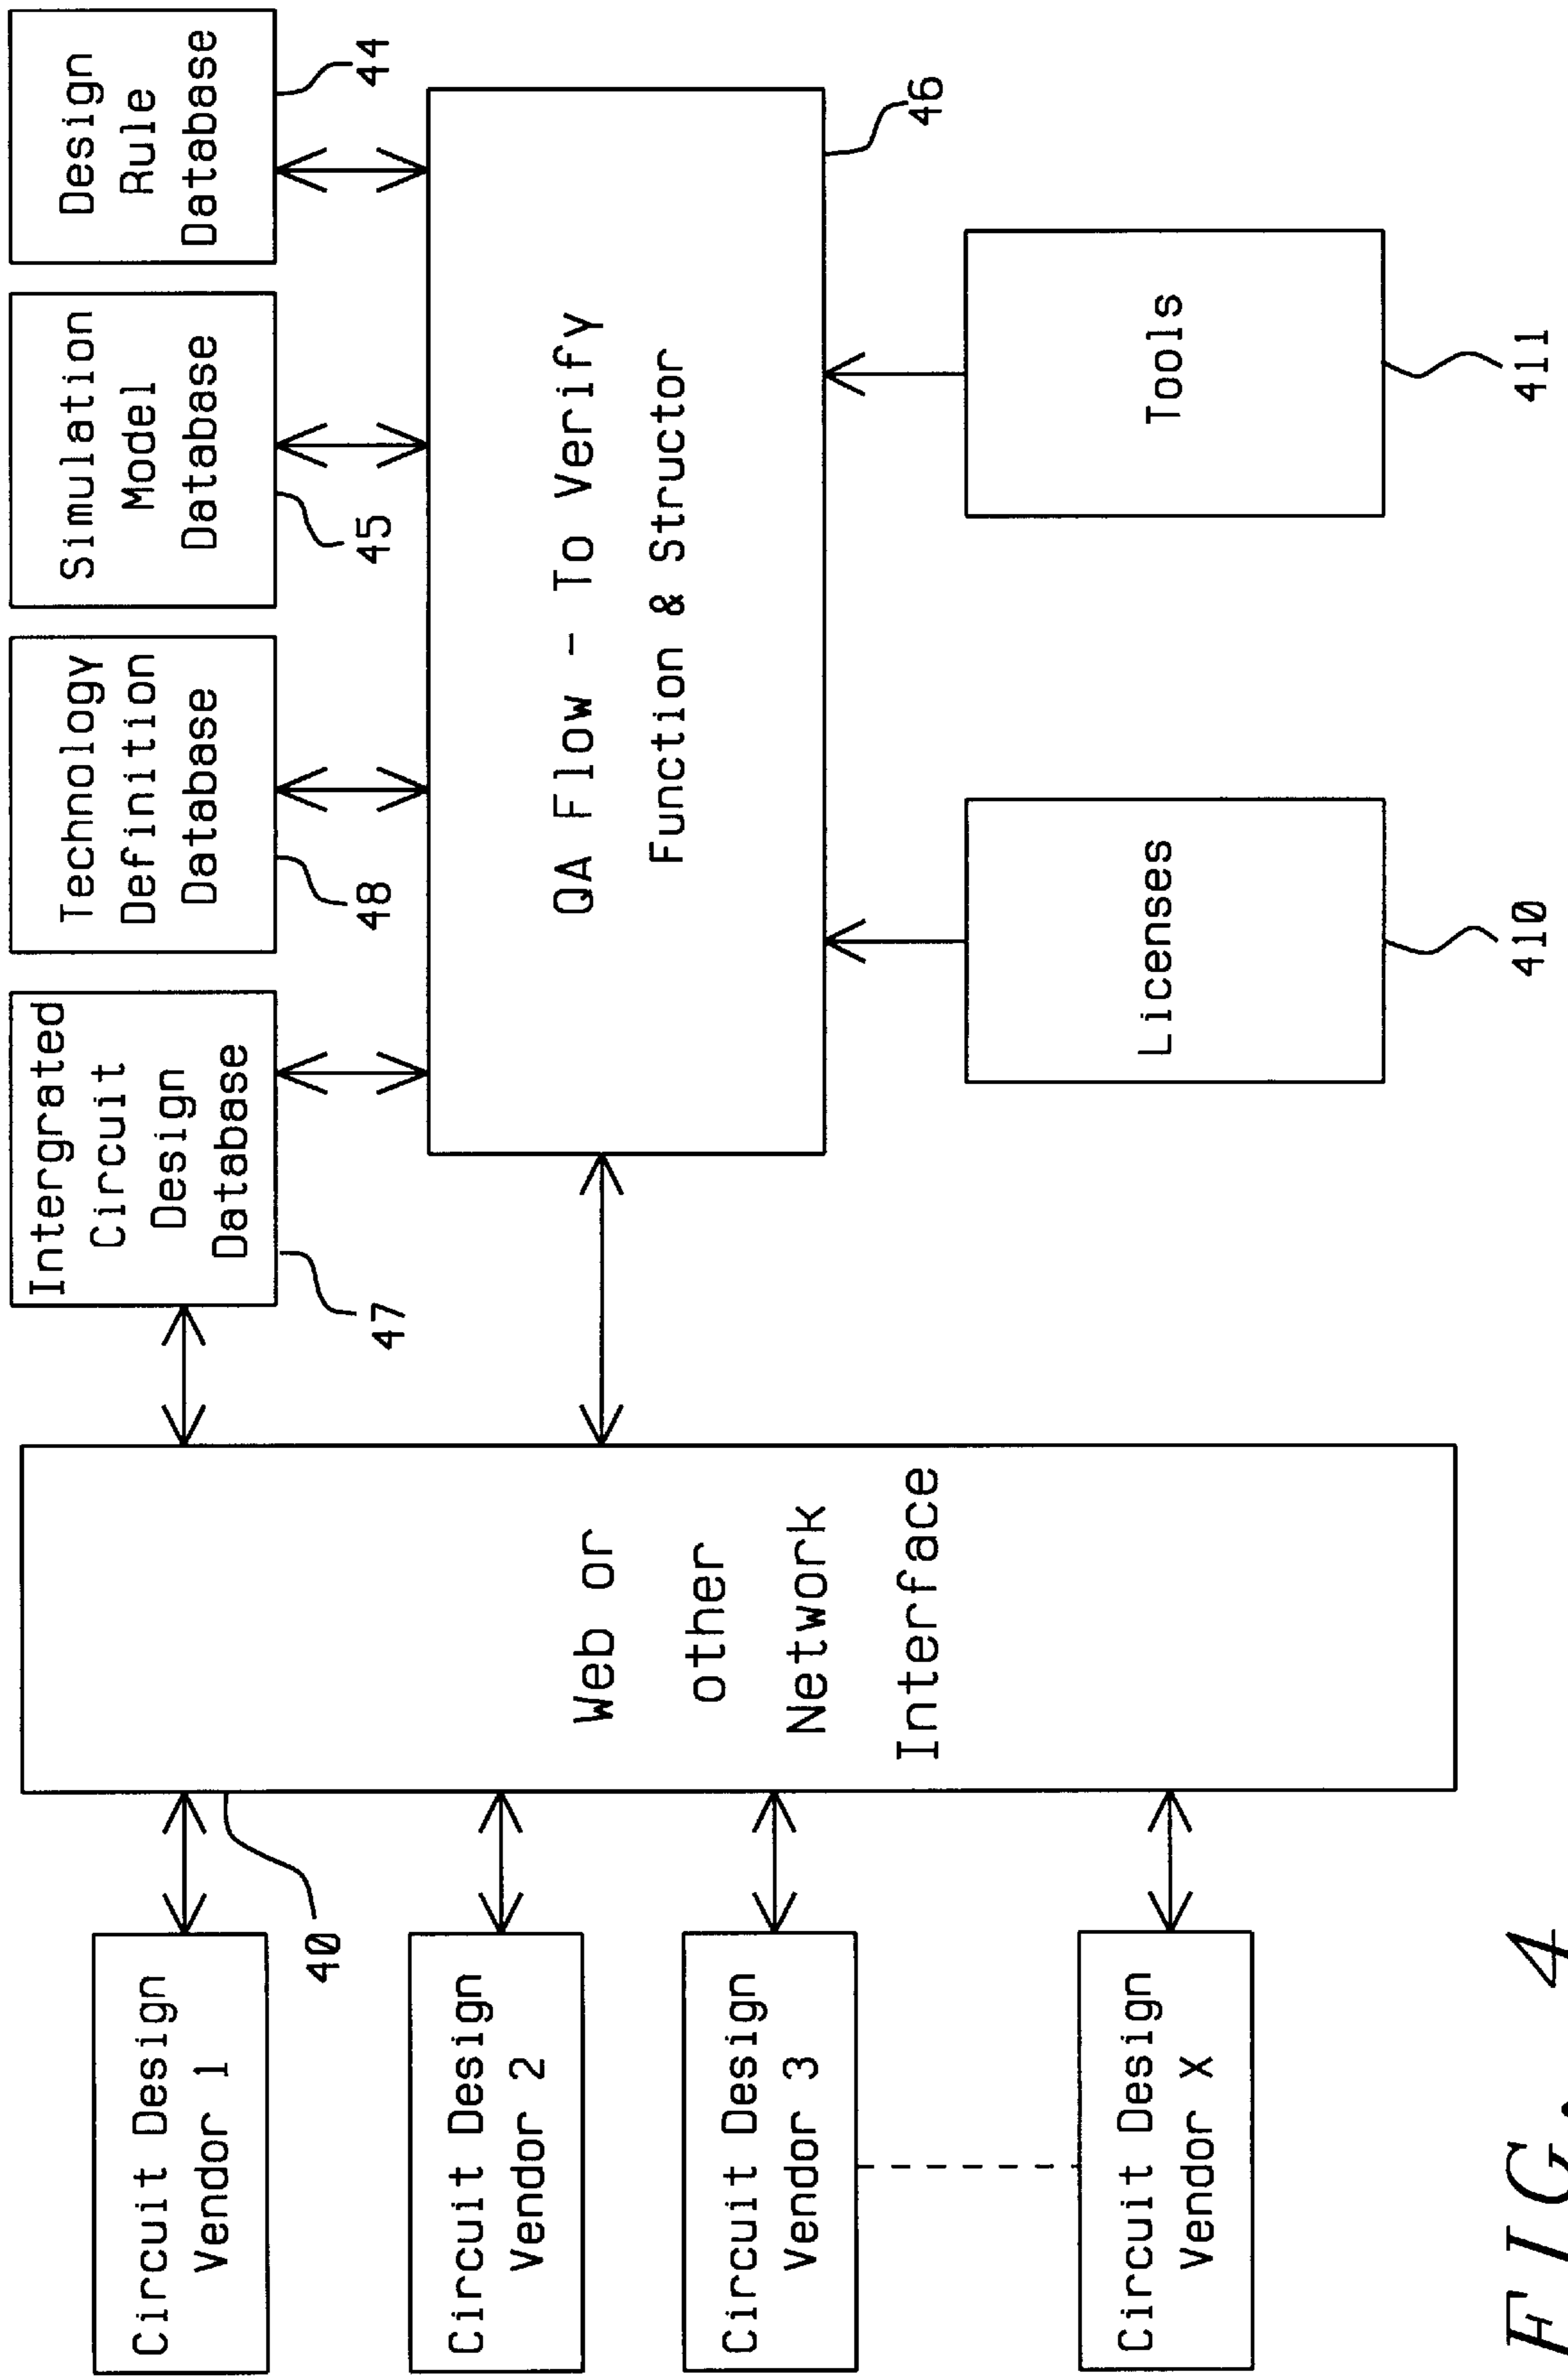 Circuit Design
Vendor 1
Circuit Design
Vendor 2
Circuit Design
Vendor 3
Circuit Design
Vendor X
40
Web or
other
Network
Interface
Intergrated
Circuit
Design
Database
47
Technology
Definition
Database
48
Simulation
Model
Database
45
Design
Rule
Database
44
QA Flow - To Verify
Function & Structor
46
Licenses
410
Tools
411
FIG. 4